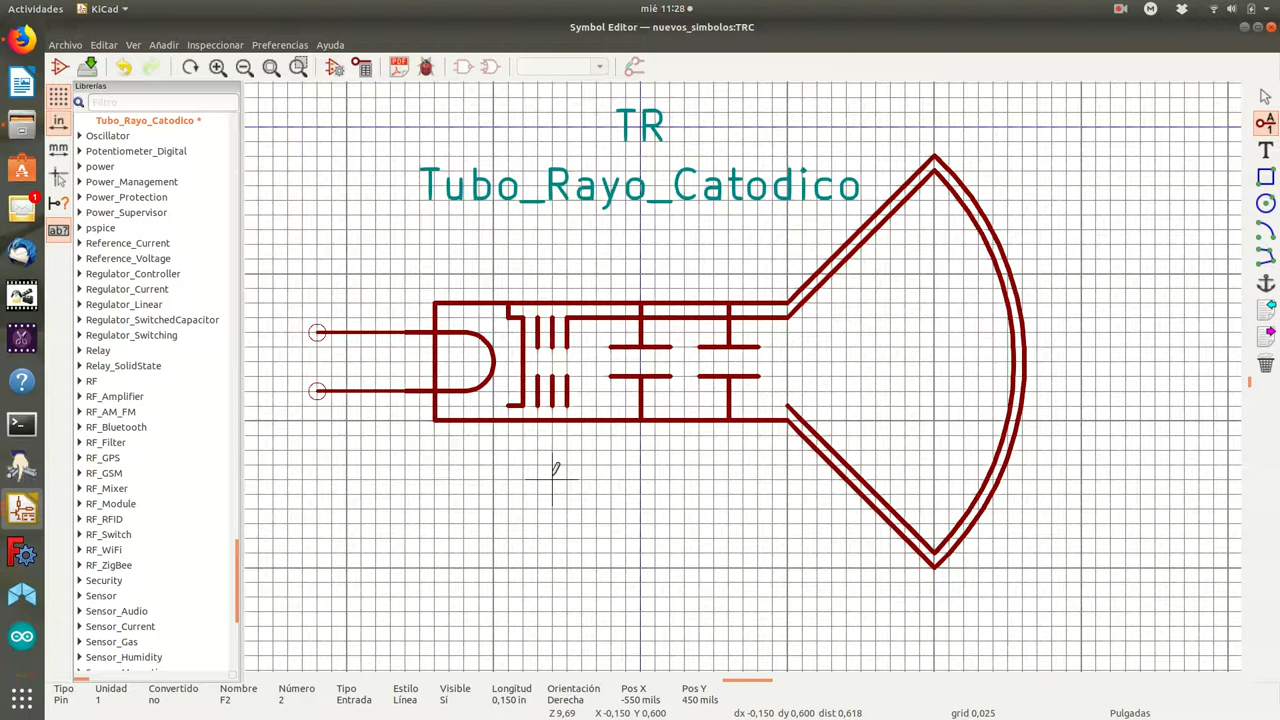 Actividades
KiCad
mié 11:28
Symbol Editor — nuevos_simbolos:TRC
Archivo Editar Ver Añadir Inspeccionar Preferencias Ayuda
PDF
Librerías
Filtro
in
mm
ab?
Tubo_Rayo_Catodico *
Oscillator
Potentiometer_Digital
power
Power_Management
Power_Protection
Power_Supervisor
pspice
Reference_Current
Reference_Voltage
Regulator_Controller
Regulator_Current
Regulator_Linear
Regulator_SwitchedCapacitor
Regulator_Switching
Relay
Relay_SolidState
RF
RF_Amplifier
RF_AM_FM
RF_Bluetooth
RF_Filter
RF_GPS
RF_GSM
RF_Mixer
RF_Module
RF_RFID
RF_Switch
RF_WiFi
RF_ZigBee
Security
Sensor
Sensor_Audio
Sensor_Current
Sensor_Gas
Sensor_Humidity
TR
Tubo_Rayo_Catodico
Tipo Unidad Convertido Nombre Número Tipo Estilo Visible Longitud Orientación Pos X Pos Y
Pin 1 no F2 2 Entrada Línea Sí 0,150 in Derecha -550 mils 450 mils
Z 9,69 X -0,150 Y 0,600 dx -0,150 dy 0,600 dist 0,618 grid 0,025 Pulgadas